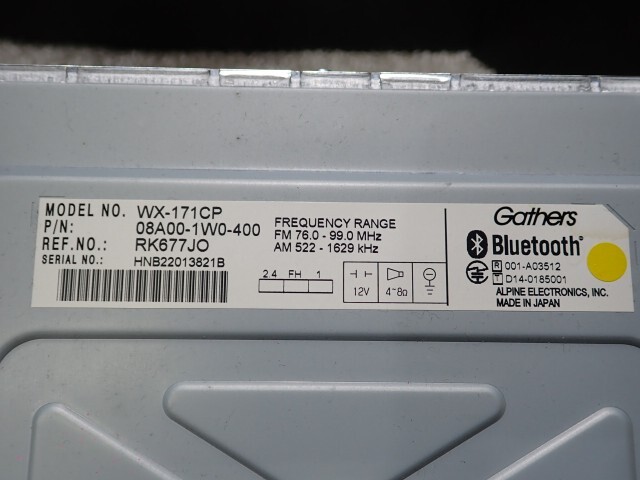 MODEL NO. WX-171CP
P/N: 08A00-1W0-400
REF.NO.: RK677JO
SERIAL NO.: HNB22013821B
FREQUENCY RANGE
FM 76.0 - 99.0 MHz
AM 522 - 1629 kHz
2.4 FH 1
12V 4~8Ω
Gathers
Bluetooth®
R 001-A03512
T D14-0185001
ALPINE ELECTRONICS, INC.
MADE IN JAPAN